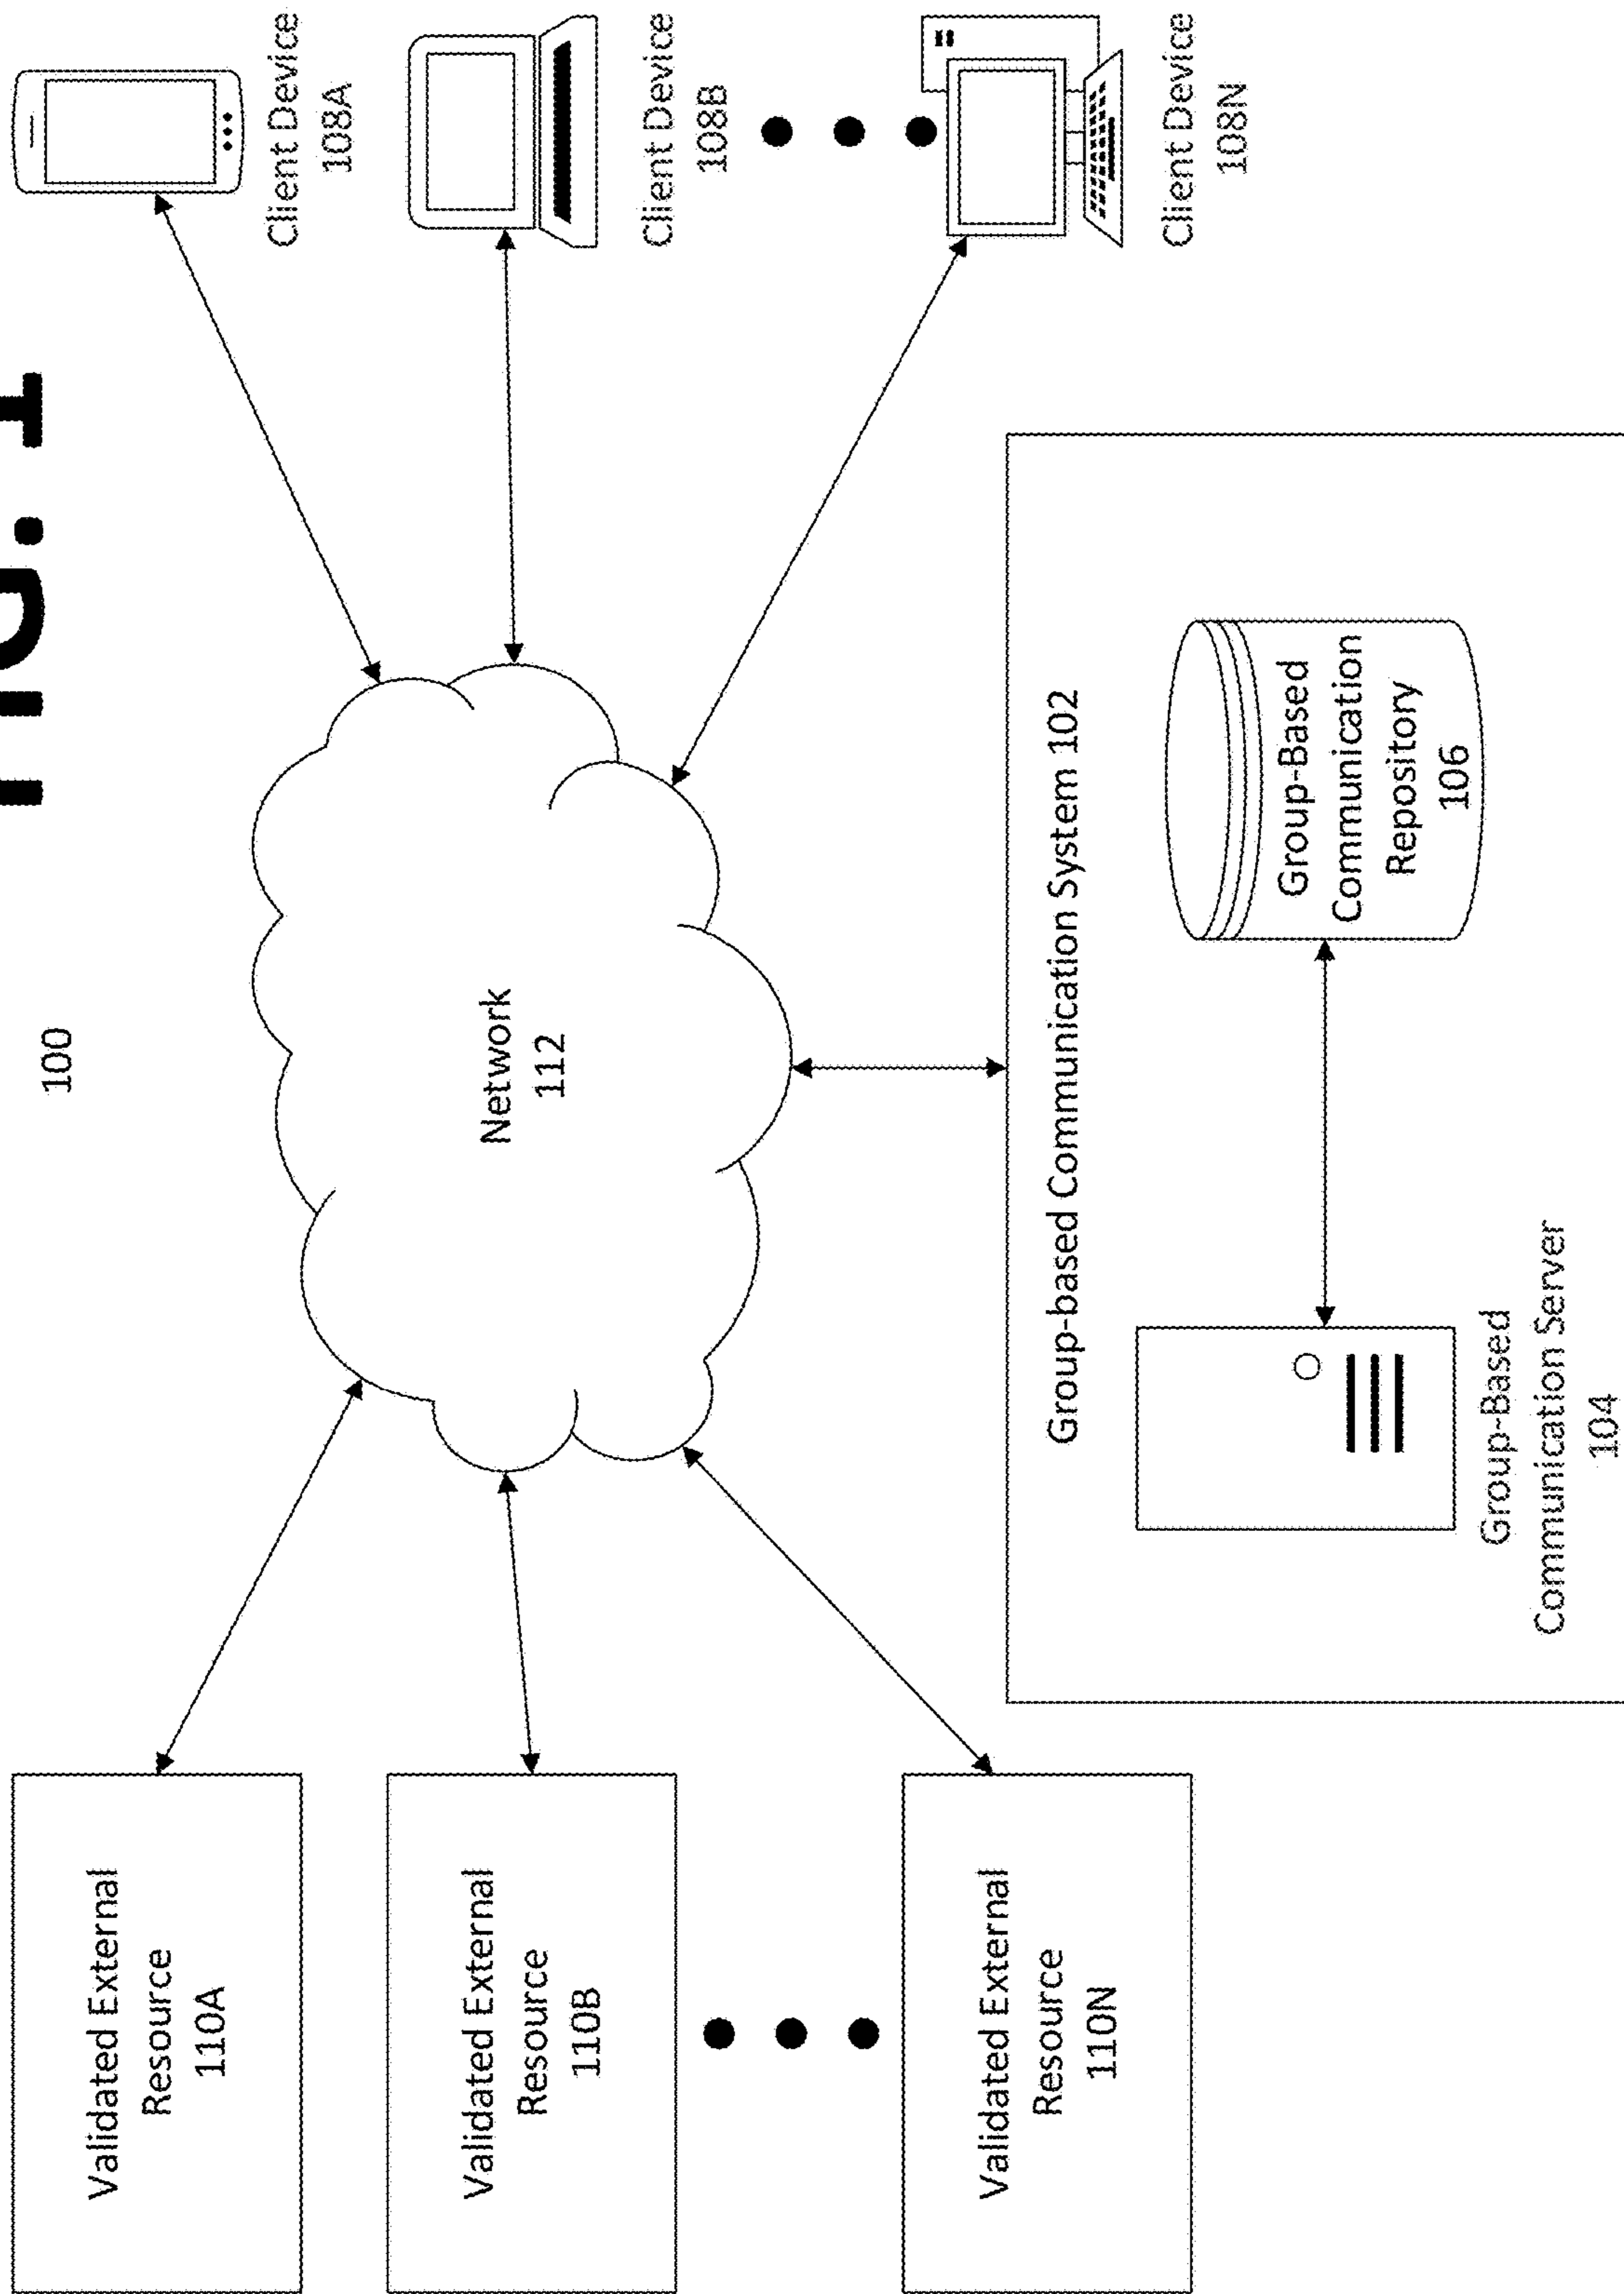 FIG. 1
100
Validated External
Resource
110A
Validated External
Resource
110B
Validated External
Resource
110N
Network
112
Client Device
108A
Client Device
108B
Client Device
108N
Group-based Communication System 102
Group-Based
Communication Server
104
Group-Based
Communication
Repository
106